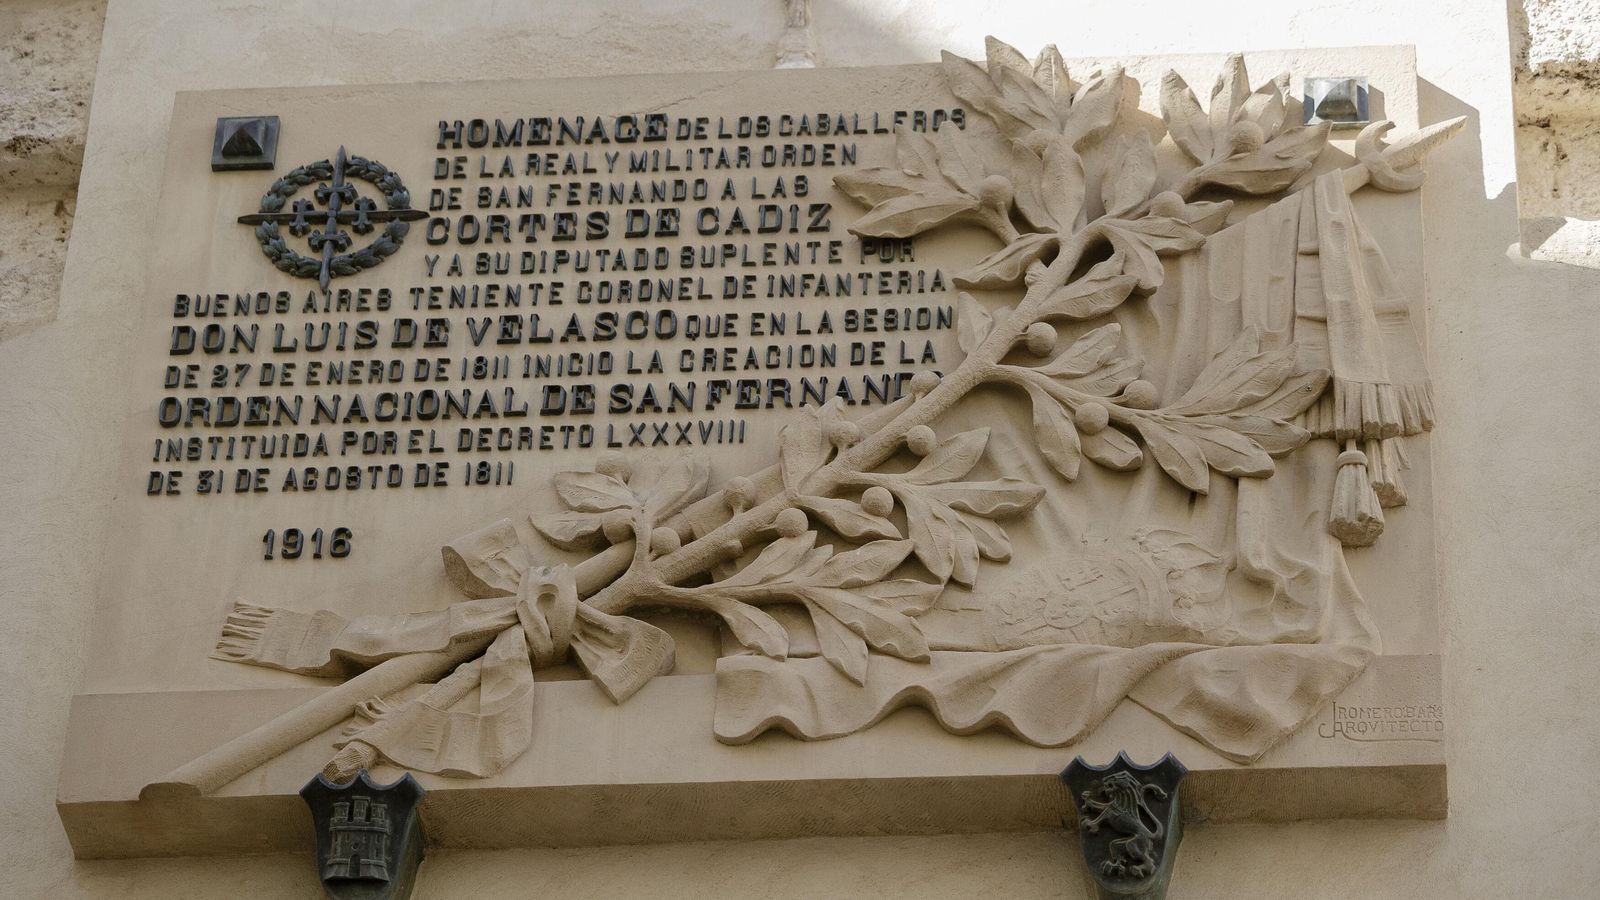 HOMENAGE DE LOS CABALLEROS
DE LA REAL Y MILITAR ORDEN
DE SAN FERNANDO A LAS
CORTES DE CADIZ
Y A SU DIPUTADO SUPLENTE POR
BUENOS AIRES TENIENTE CORONEL DE INFANTERIA
DON LUIS DE VELASCO QUE EN LA SESION
DE 27 DE ENERO DE 1811 INICIO LA CREACION DE LA
ORDEN NACIONAL DE SAN FERNANDO
INSTITUIDA POR EL DECRETO LXXXVIII
DE 31 DE AGOSTO DE 1811
1916
J ROMERO BARº
ARQVITECTO